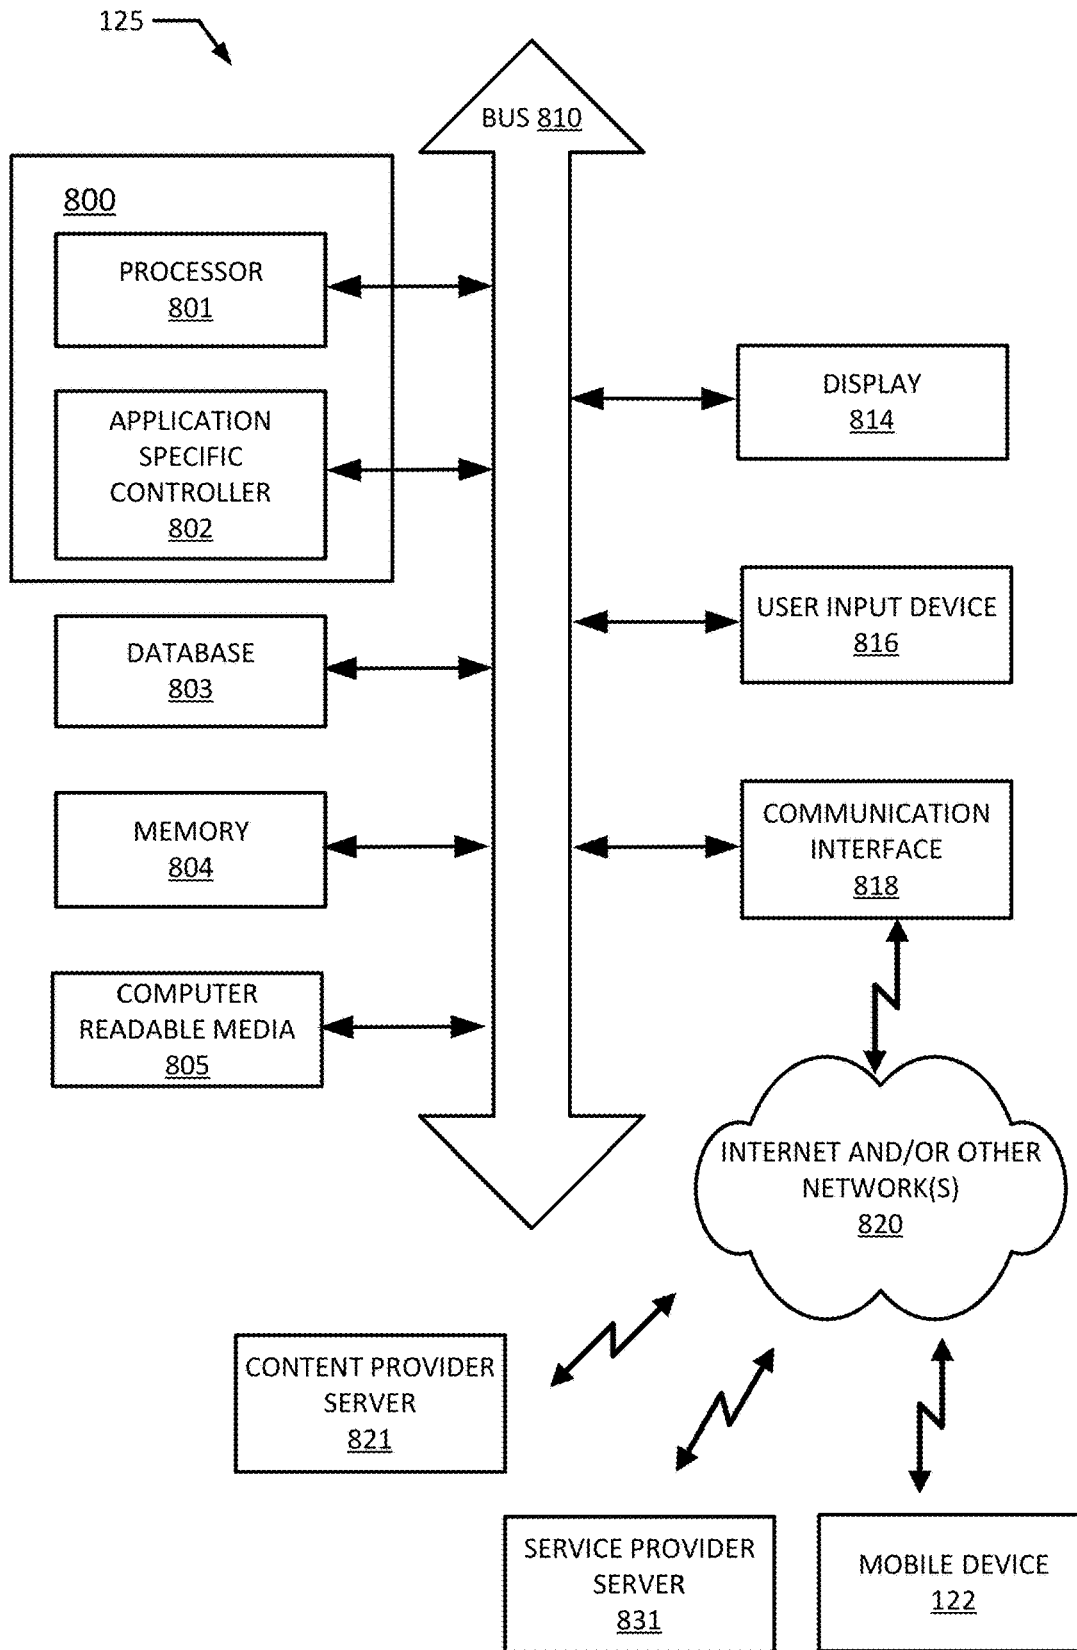 125
BUS 810
800
PROCESSOR
801
APPLICATION
SPECIFIC
CONTROLLER
802
DATABASE
803
MEMORY
804
COMPUTER
READABLE MEDIA
805
DISPLAY
814
USER INPUT DEVICE
816
COMMUNICATION
INTERFACE
818
INTERNET AND/OR OTHER
NETWORK(S)
820
CONTENT PROVIDER
SERVER
821
SERVICE PROVIDER
SERVER
831
MOBILE DEVICE
122